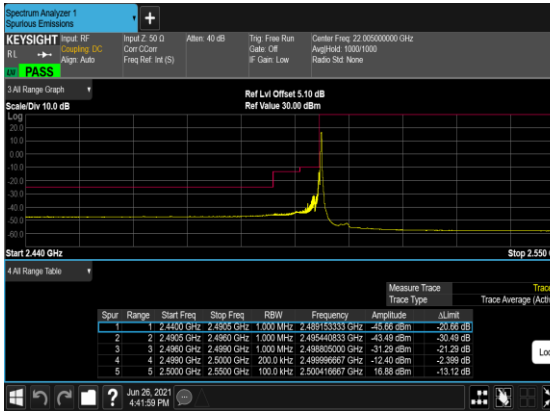 Spectrum Analyzer 1
Spurious Emissions
+
KEYSIGHT Input: RF Input Z: 50 Ω Atten: 40 dB Trig: Free Run Center Freq: 22.005000000 GHz
RL Coupling: DC Corr CCorr Gate: Off Avg|Hold: 1000/1000
Align: Auto Freq Ref: Int (S) IF Gain: Low Radio Std: None
PASS
3 All Range Graph
Ref Lvl Offset 5.10 dB
Scale/Div 10.0 dB Ref Value 30.00 dBm
Log
20.0
10.0
0.00
-10.0
-20.0
-30.0
-40.0
-50.0
-60.0
Start 2.440 GHz Stop 2.550
4 All Range Table
Measure Trace Trace
Trace Type Trace Average (Acti
Spur Range Start Freq Stop Freq RBW Frequency Amplitude ΔLimit
1 1 2.4400 GHz 2.4905 GHz 1.000 MHz 2.489153333 GHz -45.66 dBm -20.66 dB
2 2 2.4905 GHz 2.4960 GHz 1.000 MHz 2.495440833 GHz -43.49 dBm -30.49 dB
3 3 2.4960 GHz 2.4990 GHz 1.000 MHz 2.498805000 GHz -31.29 dBm -21.29 dB
4 4 2.4990 GHz 2.5000 GHz 200.0 kHz 2.499996667 GHz -12.40 dBm -2.399 dB
5 5 2.5000 GHz 2.5500 GHz 100.0 kHz 2.500416667 GHz 16.88 dBm -13.12 dB
Loc
?
Jun 26, 2021
4:41:59 PM